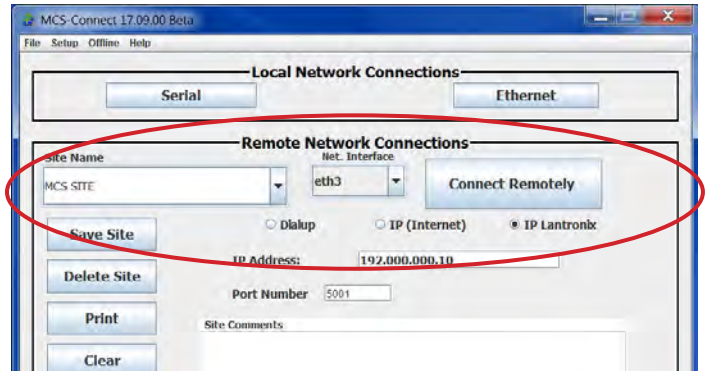 MCS-Connect 17.09.00 Beta
File Setup Offline Help
Local Network Connections
Serial Ethernet
Remote Network Connections
Site Name Net. Interface
MCS SITE eth3 Connect Remotely
Save Site Dialup IP (Internet) IP Lantronix
IP Address: 192.000.000.10
Delete Site
Port Number 5001
Print
Site Comments
Clear